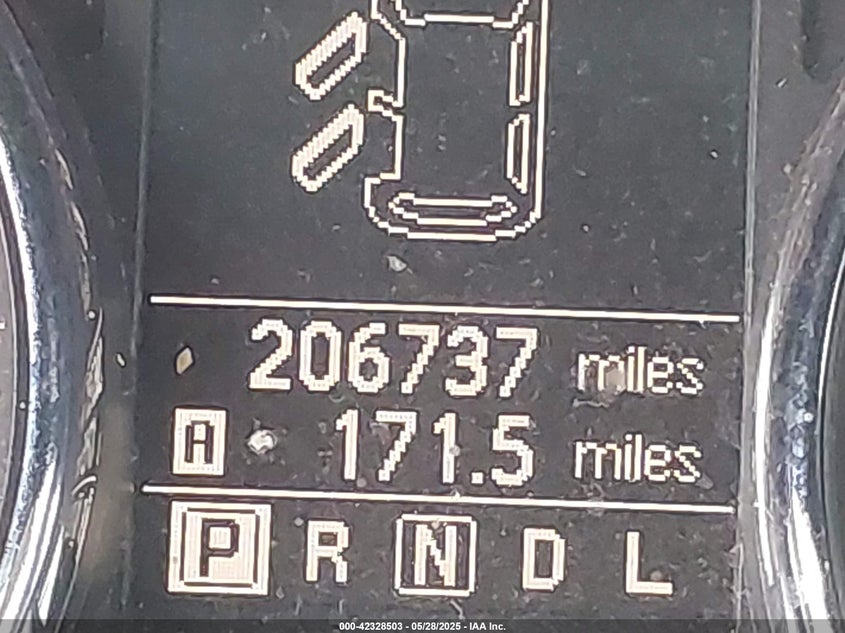 206737 miles
A 171.5 miles
P R N D L
000-42328503 - 05/28/2025 - IAA Inc.